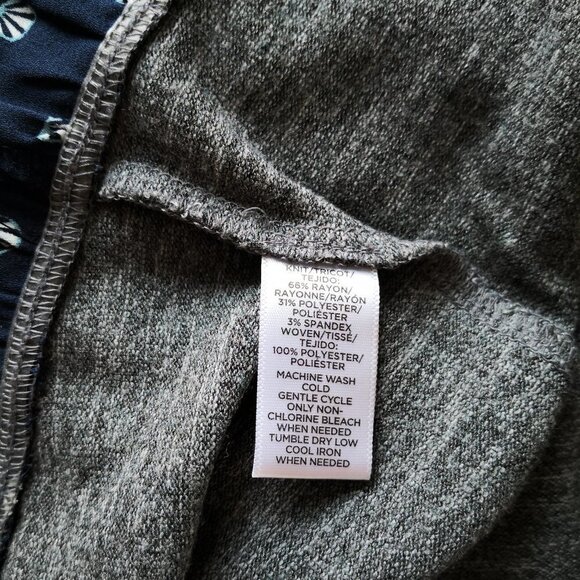 KNIT/TRICOT/
TEJIDO:
66% RAYON/
RAYONNE/RAYÓN
31% POLYESTER/
POLIÉSTER
3% SPANDEX
WOVEN/TISSÉ/
TEJIDO:
100% POLYESTER/
POLIÉSTER
MACHINE WASH
COLD
GENTLE CYCLE
ONLY NON-
CHLORINE BLEACH
WHEN NEEDED
TUMBLE DRY LOW
COOL IRON
WHEN NEEDED